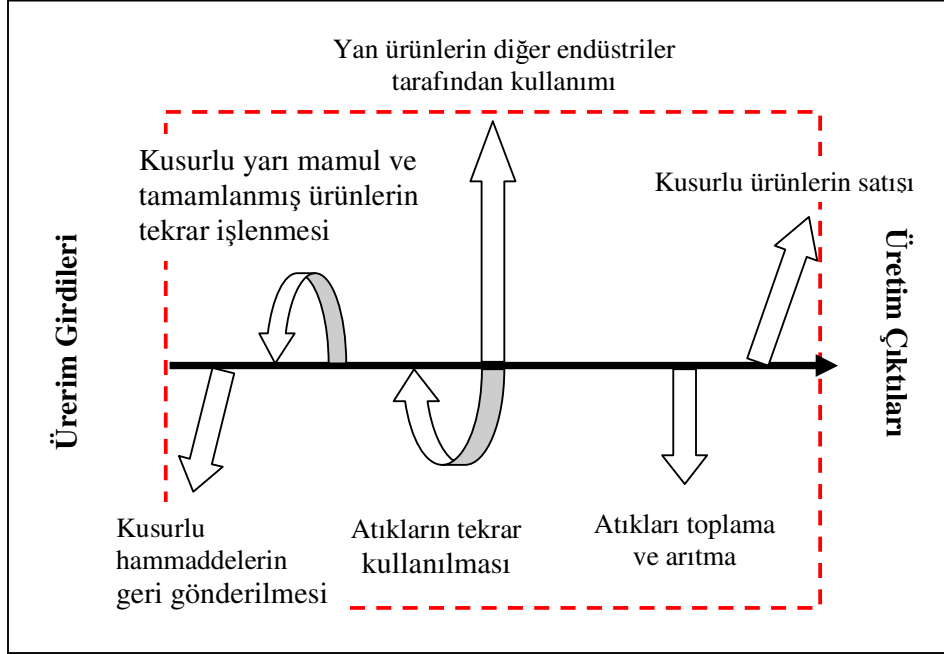 Yan ürünlerin diğer endüstriler
tarafından kullanımı
Kusurlu yarı mamul ve
tamamlanmış ürünlerin
tekrar işlenmesi
Kusurlu ürünlerin satışı
Ürerim Girdileri
Üretim Çıktıları
Kusurlu
hammaddelerin
geri gönderilmesi
Atıkların tekrar
kullanılması
Atıkları toplama
ve arıtma